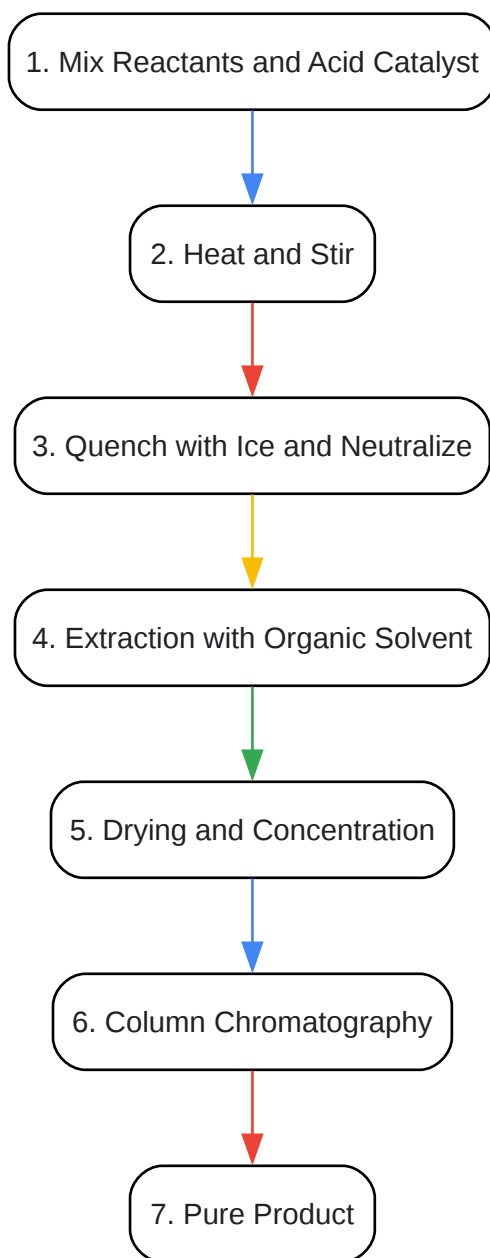 1. Mix Reactants and Acid Catalyst
2. Heat and Stir
3. Quench with Ice and Neutralize
4. Extraction with Organic Solvent
5. Drying and Concentration
6. Column Chromatography
7. Pure Product